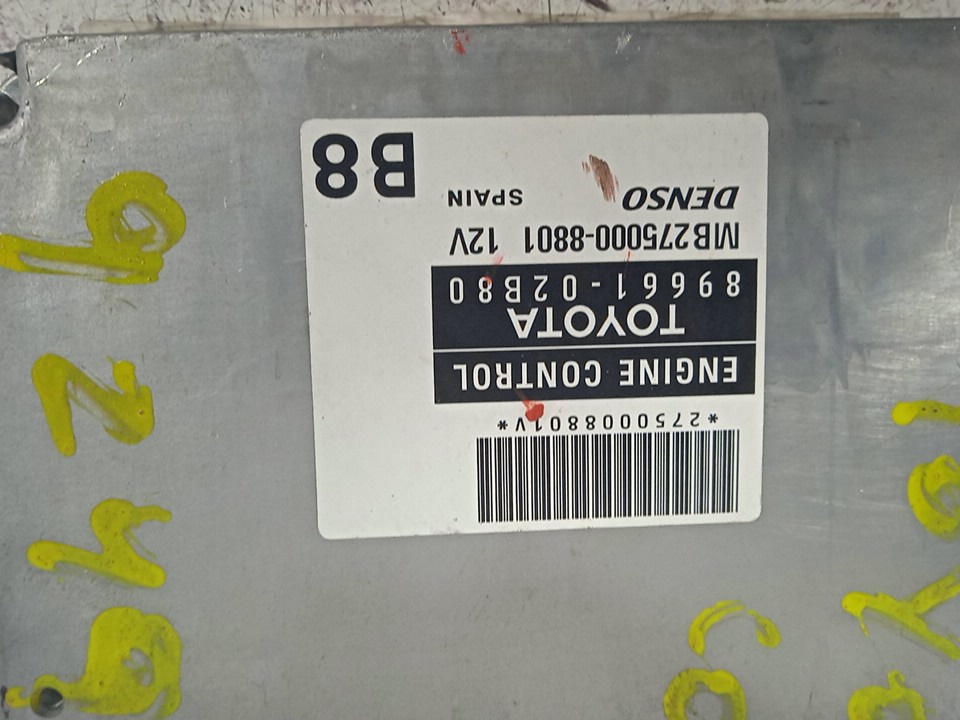 *2750008801V*
ENGINE CONTROL
TOYOTA
89661-02B80
MB275000-8801 12V
DENSO SPAIN
B8